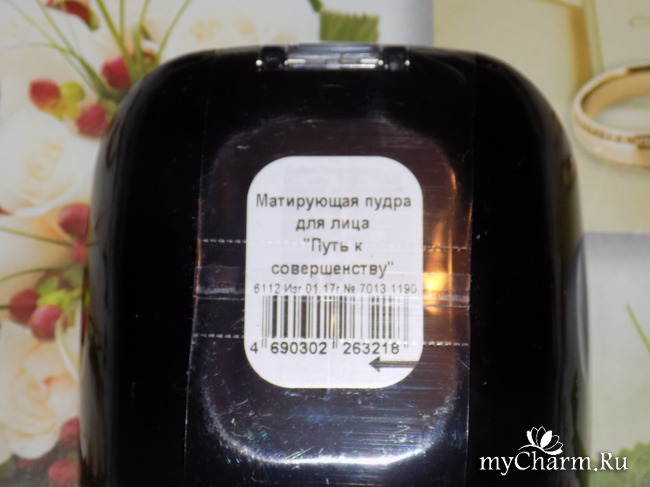 Матирующая пудра
для лица
"Путь к
совершенству"
6112 Изг 01 17г № 7013 1190
4 690302 263218
myCharm.Ru